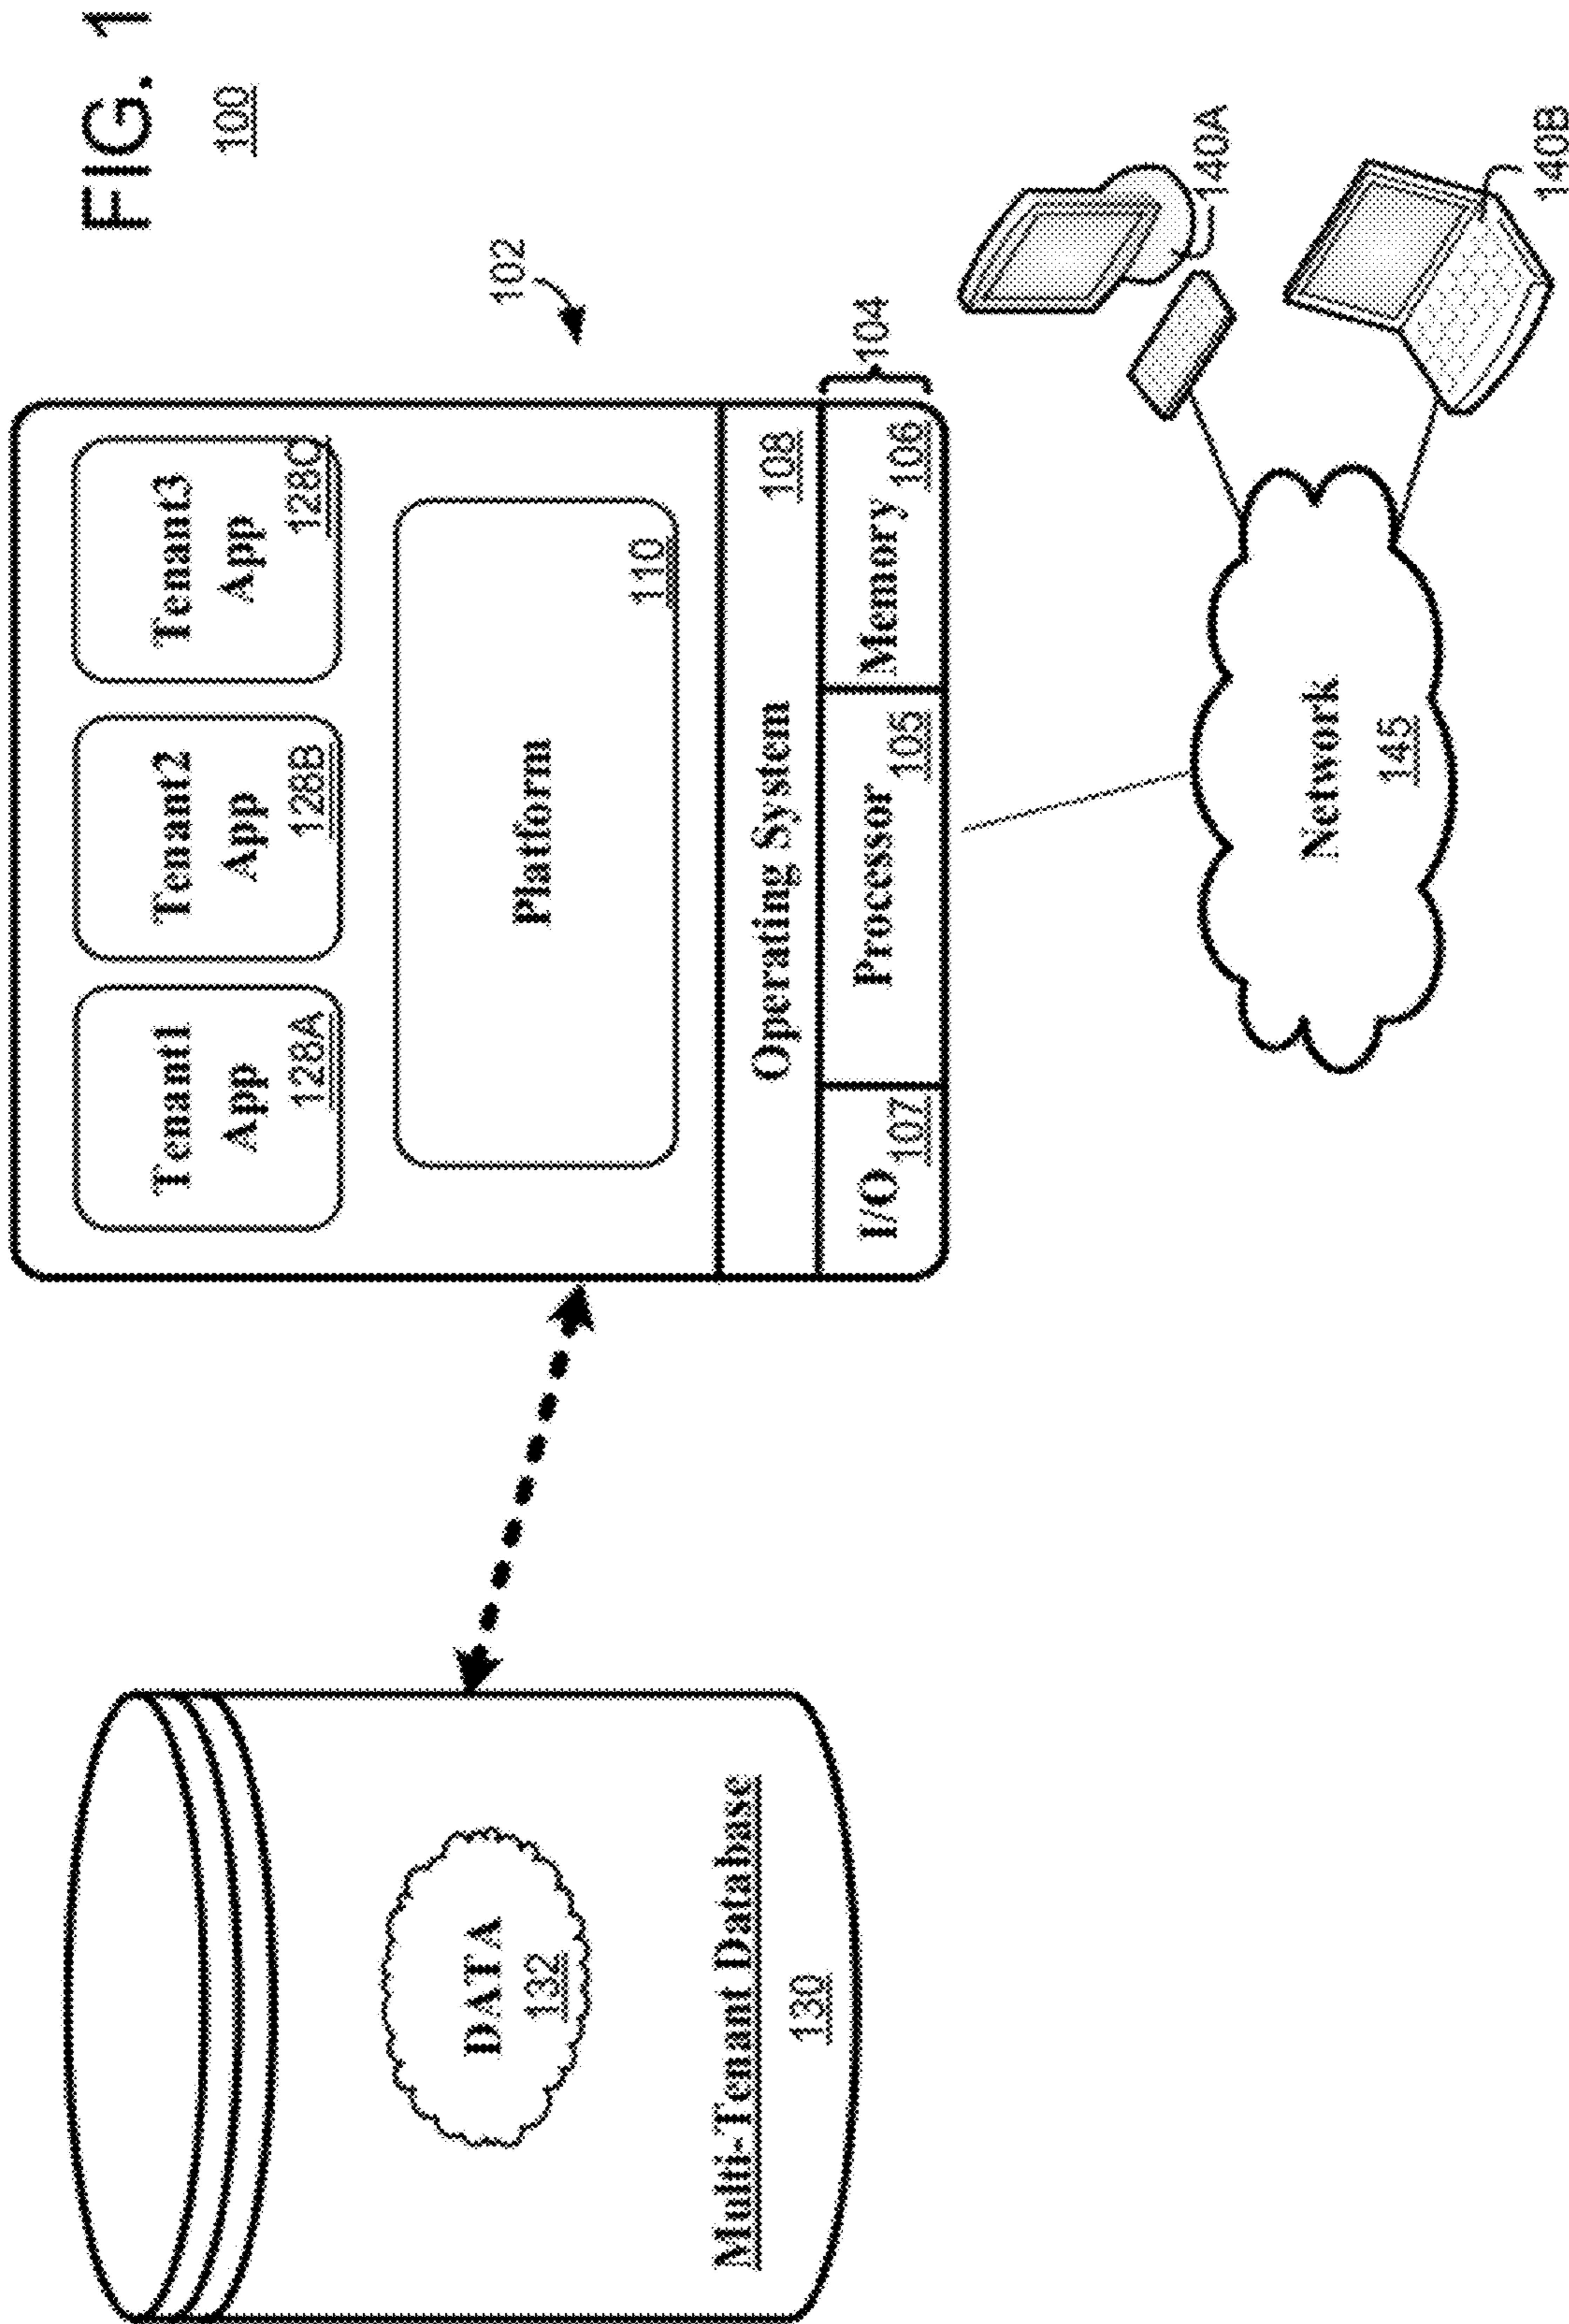 FIG. 1
100
102
Tenant1
App
128A
Tenant2
App
128B
Tenant3
App
128C
Platform
110
Operating System
108
I/O
107
Processor
105
Memory
106
104
DATA
132
Multi-Tenant Database
130
Network
145
140A
140B